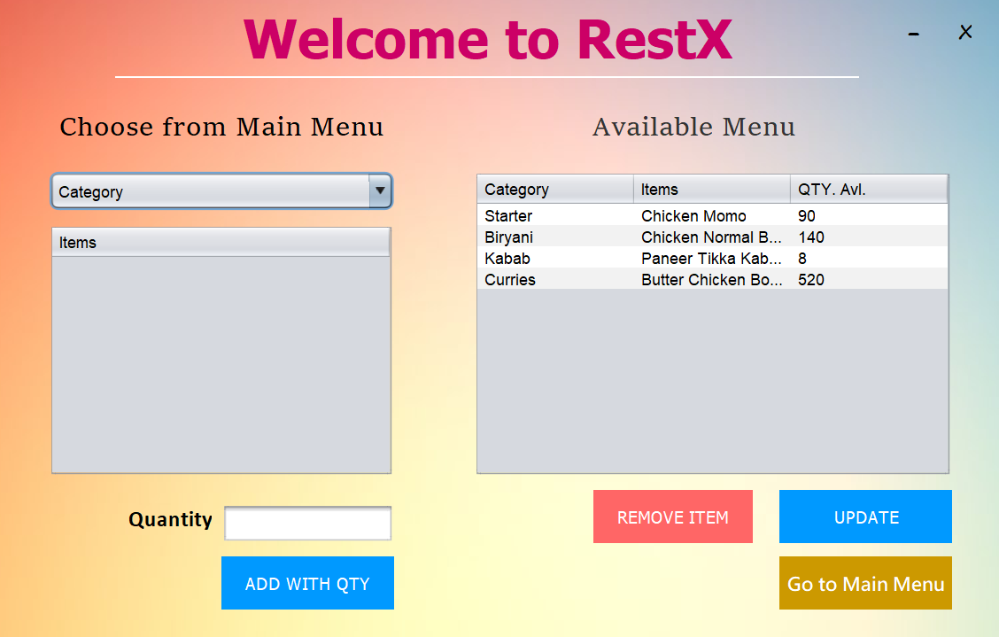 Welcome to RestX
- X
Choose from Main Menu
Category
Items
Quantity
ADD WITH QTY
Available Menu
Category Items QTY. Avl.
Starter Chicken Momo 90
Biryani Chicken Normal B... 140
Kabab Paneer Tikka Kab... 8
Curries Butter Chicken Bo... 520
REMOVE ITEM UPDATE
Go to Main Menu